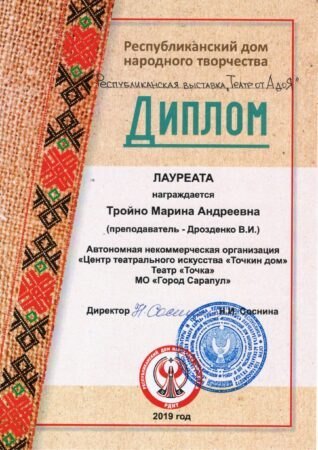 Республиканский дом
народного творчества
Республиканская выставка "Театр от А до Я"
ДИПЛОМ
ЛАУРЕАТА
награждается
Тройно Марина Андреевна
(преподаватель - Дрозденко В.И.)
Автономная некоммерческая организация
«Центр театрального искусства «Точкин дом»
Театр «Точка»
МО «Город Сарапул»
Директор Н.И. Соснина
РДНТ
2019 год